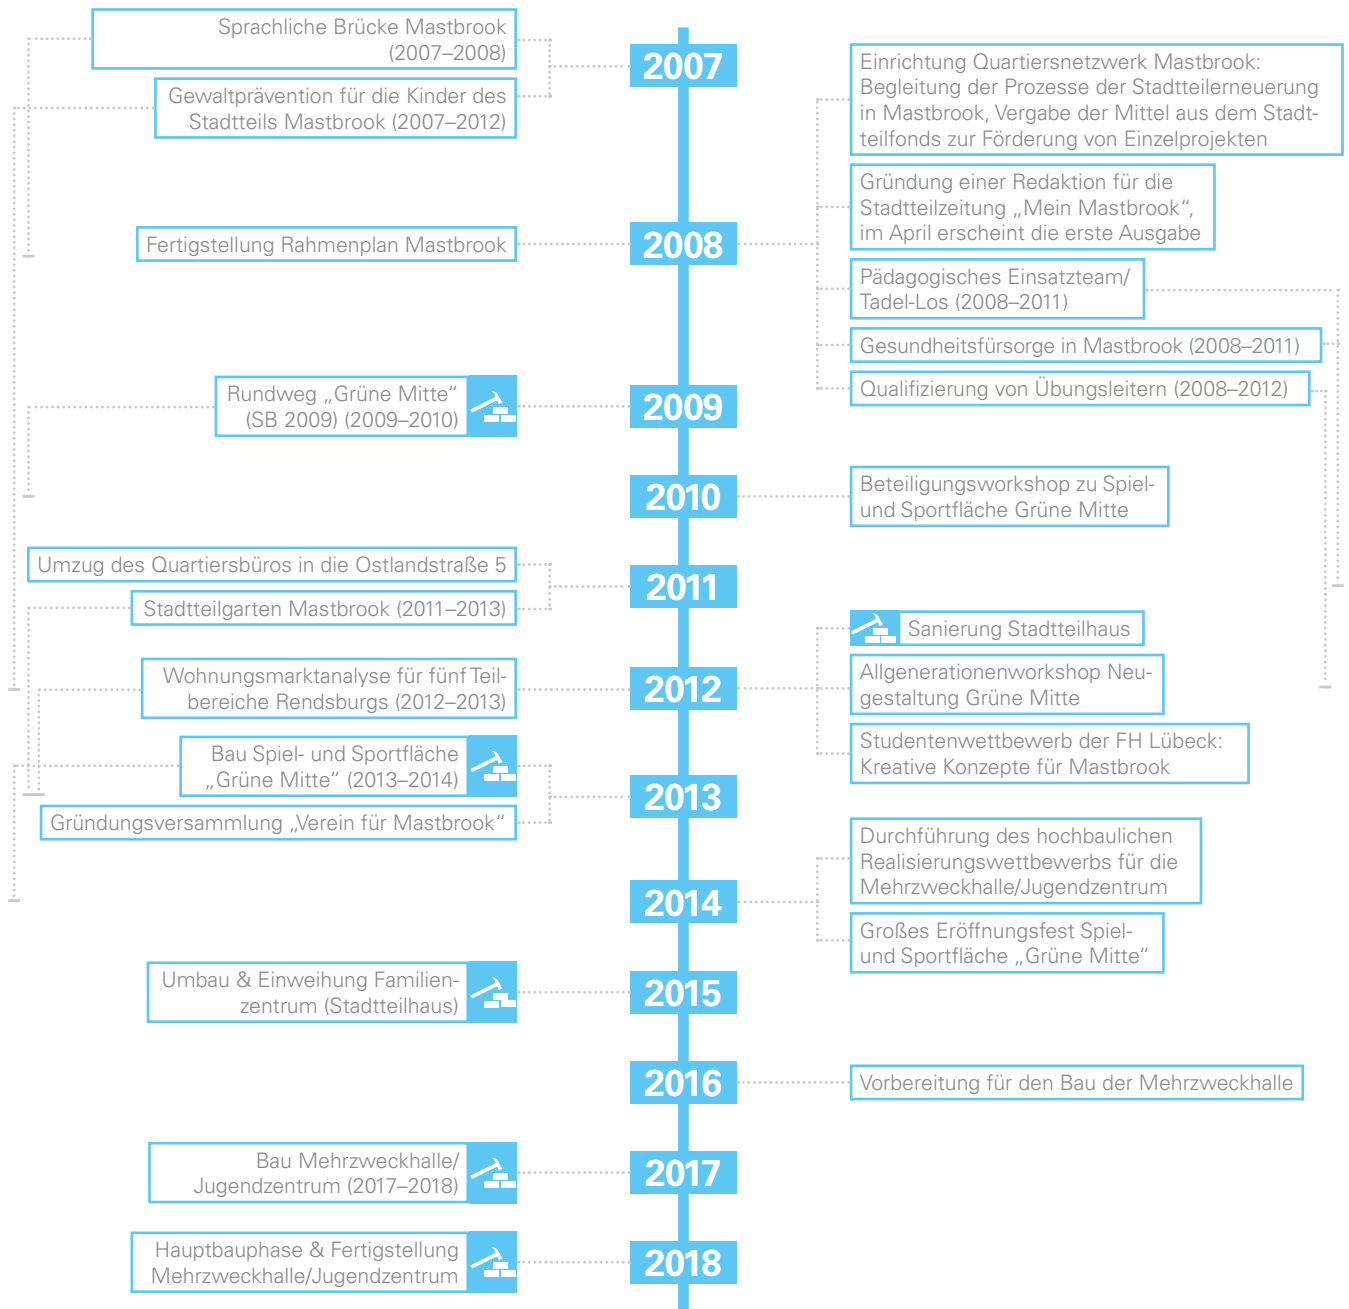 2007
Sprachliche Brücke Mastbrook
(2007–2008)
Gewaltprävention für die Kinder des
Stadtteils Mastbrook (2007–2012)
2008
Fertigstellung Rahmenplan Mastbrook
Einrichtung Quartiersnetzwerk Mastbrook:
Begleitung der Prozesse der Stadtteilerneuerung
in Mastbrook, Vergabe der Mittel aus dem Stadt-
teilfonds zur Förderung von Einzelprojekten
Gründung einer Redaktion für die
Stadtteilzeitung „Mein Mastbrook“,
im April erscheint die erste Ausgabe
Pädagogisches Einsatzteam/
Tadel-Los (2008–2011)
Gesundheitsfürsorge in Mastbrook (2008–2011)
Qualifizierung von Übungsleitern (2008–2012)
2009
Rundweg „Grüne Mitte“
(SB 2009) (2009–2010)
2010
Beteiligungsworkshop zu Spiel-
und Sportfläche Grüne Mitte
2011
Umzug des Quartiersbüros in die Ostlandstraße 5
Stadtteilgarten Mastbrook (2011–2013)
2012
Wohnungsmarktanalyse für fünf Teil-
bereiche Rendsburgs (2012–2013)
Sanierung Stadtteilhaus
Allgenerationenworkshop Neu-
gestaltung Grüne Mitte
Studentenwettbewerb der FH Lübeck:
Kreative Konzepte für Mastbrook
2013
Bau Spiel- und Sportfläche
„Grüne Mitte“ (2013–2014)
Gründungsversammlung „Verein für Mastbrook“
2014
Durchführung des hochbaulichen
Realisierungswettbewerbs für die
Mehrzweckhalle/Jugendzentrum
Großes Eröffnungsfest Spiel-
und Sportfläche „Grüne Mitte“
2015
Umbau & Einweihung Familien-
zentrum (Stadtteilhaus)
2016
Vorbereitung für den Bau der Mehrzweckhalle
2017
Bau Mehrzweckhalle/
Jugendzentrum (2017–2018)
2018
Hauptbauphase & Fertigstellung
Mehrzweckhalle/Jugendzentrum